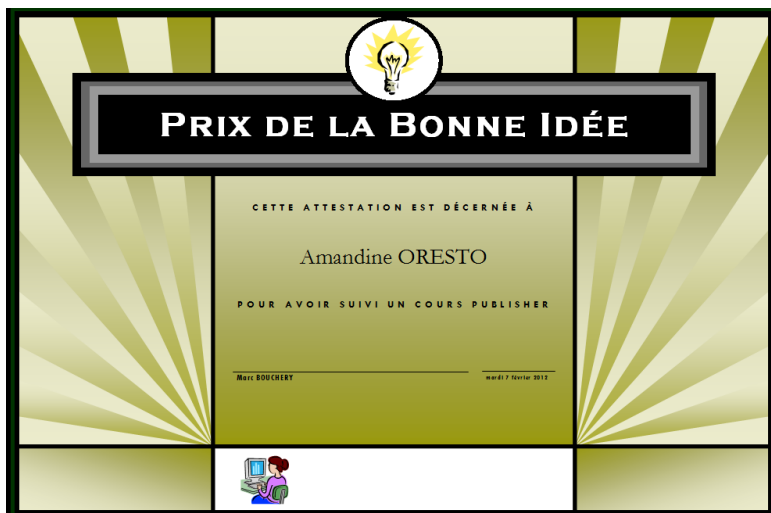 PRIX DE LA BONNE IDÉE
CETTE ATTESTATION EST DÉCERNÉE À
Amandine ORESTO
POUR AVOIR SUIVI UN COURS PUBLISHER
Marc BOUCHERY mardi 7 février 2012